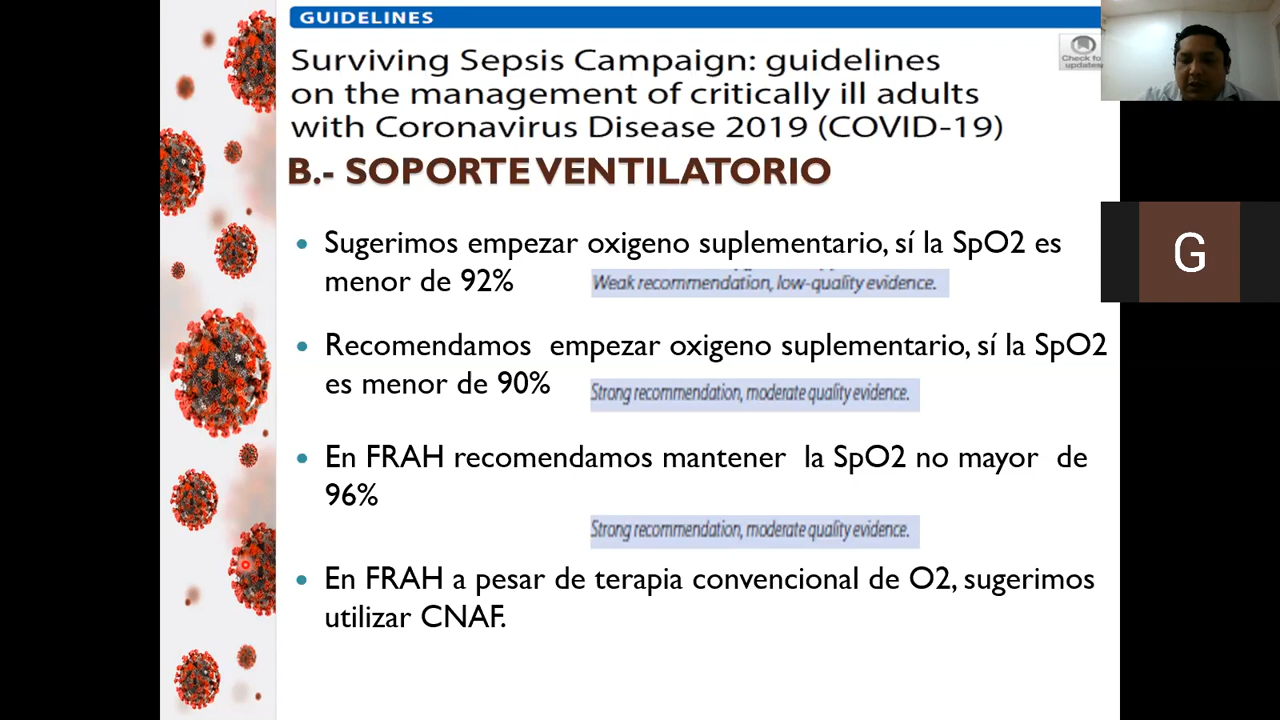 GUIDELINES
Surviving Sepsis Campaign: guidelines
on the management of critically ill adults
with Coronavirus Disease 2019 (COVID-19)
Check for
updates
B.- SOPORTE VENTILATORIO
• Sugerimos empezar oxigeno suplementario, sí la SpO2 es
menor de 92%
Weak recommendation, low-quality evidence.
• Recomendamos empezar oxigeno suplementario, sí la SpO2
es menor de 90%
Strong recommendation, moderate quality evidence.
• En FRAH recomendamos mantener la SpO2 no mayor de
96%
Strong recommendation, moderate quality evidence.
• En FRAH a pesar de terapia convencional de O2, sugerimos
utilizar CNAF.
G